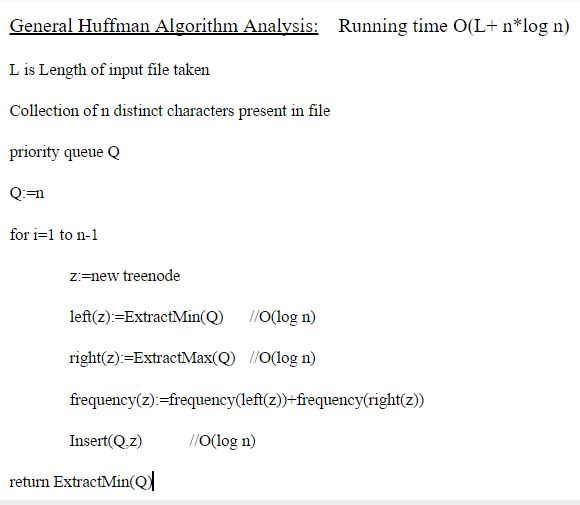 General Huffman Algorithm Analysis: Running time O(L+ n*log n)
L is Length of input file taken
Collection of n distinct characters present in file
priority queue Q
Q:=n
for i=1 to n-1
z:=new treenode
left(z):=ExtractMin(Q) //O(log n)
right(z):=ExtractMax(Q) //O(log n)
frequency(z):=frequency(left(z))+frequency(right(z))
Insert(Q,z) //O(log n)
return ExtractMin(Q)